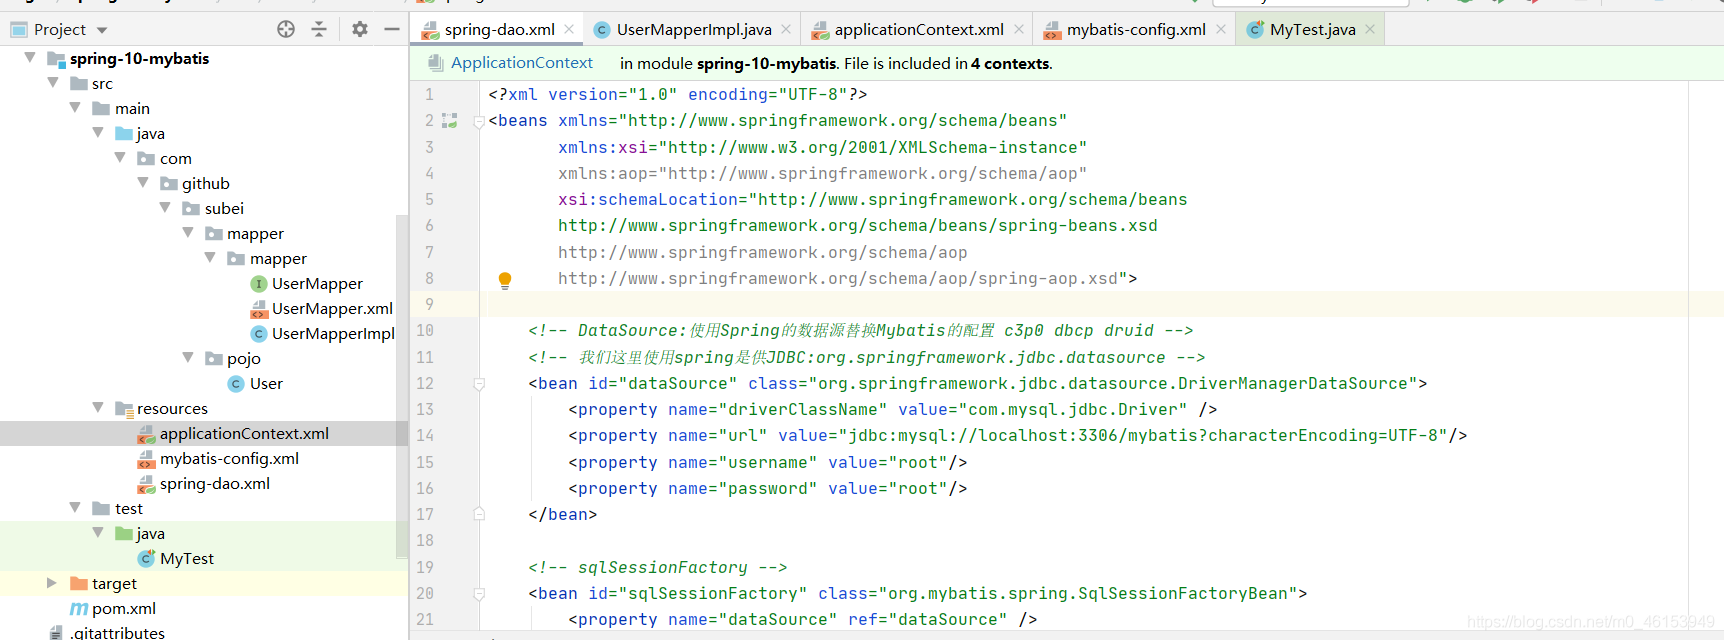 Project
spring-dao.xml
UserMapperImpl.java
applicationContext.xml
mybatis-config.xml
MyTest.java
ApplicationContext in module spring-10-mybatis. File is included in 4 contexts.
spring-10-mybatis
src
main
java
com
github
subei
mapper
mapper
UserMapper
UserMapper.xml
UserMapperImpl
pojo
User
resources
applicationContext.xml
mybatis-config.xml
spring-dao.xml
test
java
MyTest
target
pom.xml
.gitattributes
1 <?xml version="1.0" encoding="UTF-8"?>
2 <beans xmlns="http://www.springframework.org/schema/beans"
3 xmlns:xsi="http://www.w3.org/2001/XMLSchema-instance"
4 xmlns:aop="http://www.springframework.org/schema/aop"
5 xsi:schemaLocation="http://www.springframework.org/schema/beans
6 http://www.springframework.org/schema/beans/spring-beans.xsd
7 http://www.springframework.org/schema/aop
8 http://www.springframework.org/schema/aop/spring-aop.xsd">
9
10 <!-- DataSource:使用Spring的数据源替换Mybatis的配置 c3p0 dbcp druid -->
11 <!-- 我们这里使用spring是供JDBC:org.springframework.jdbc.datasource -->
12 <bean id="dataSource" class="org.springframework.jdbc.datasource.DriverManagerDataSource">
13 <property name="driverClassName" value="com.mysql.jdbc.Driver" />
14 <property name="url" value="jdbc:mysql://localhost:3306/mybatis?characterEncoding=UTF-8"/>
15 <property name="username" value="root"/>
16 <property name="password" value="root"/>
17 </bean>
18
19 <!-- sqlSessionFactory -->
20 <bean id="sqlSessionFactory" class="org.mybatis.spring.SqlSessionFactoryBean">
21 <property name="dataSource" ref="dataSource" />
https://blog.csdn.net/m0_46153949